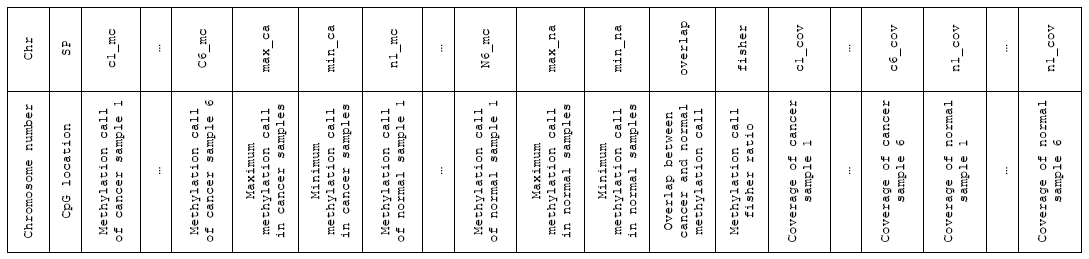 Chr
SP
c1_mc
...
C6_mc
max_ca
min_ca
n1_mc
...
N6_mc
max_na
min_na
overlap
fisher
c1_cov
...
c6_cov
n1_cov
...
n1_cov
Chromosome number
CpG location
Methylation call
of cancer sample 1
...
Methylation call
of cancer sample 6
Maximum
methylation call
in cancer samples
Minimum
methylation call
in cancer samples
Methylation call
of normal sample 1
...
Methylation call
of normal sample 1
Maximum
methylation call
in normal samples
Minimum
methylation call
in normal samples
Overlap between
cancer and normal
methylation call
Methylation call
fisher ratio
Coverage of cancer
sample 1
...
Coverage of cancer
sample 6
Coverage of normal
sample 1
...
Coverage of normal
sample 6